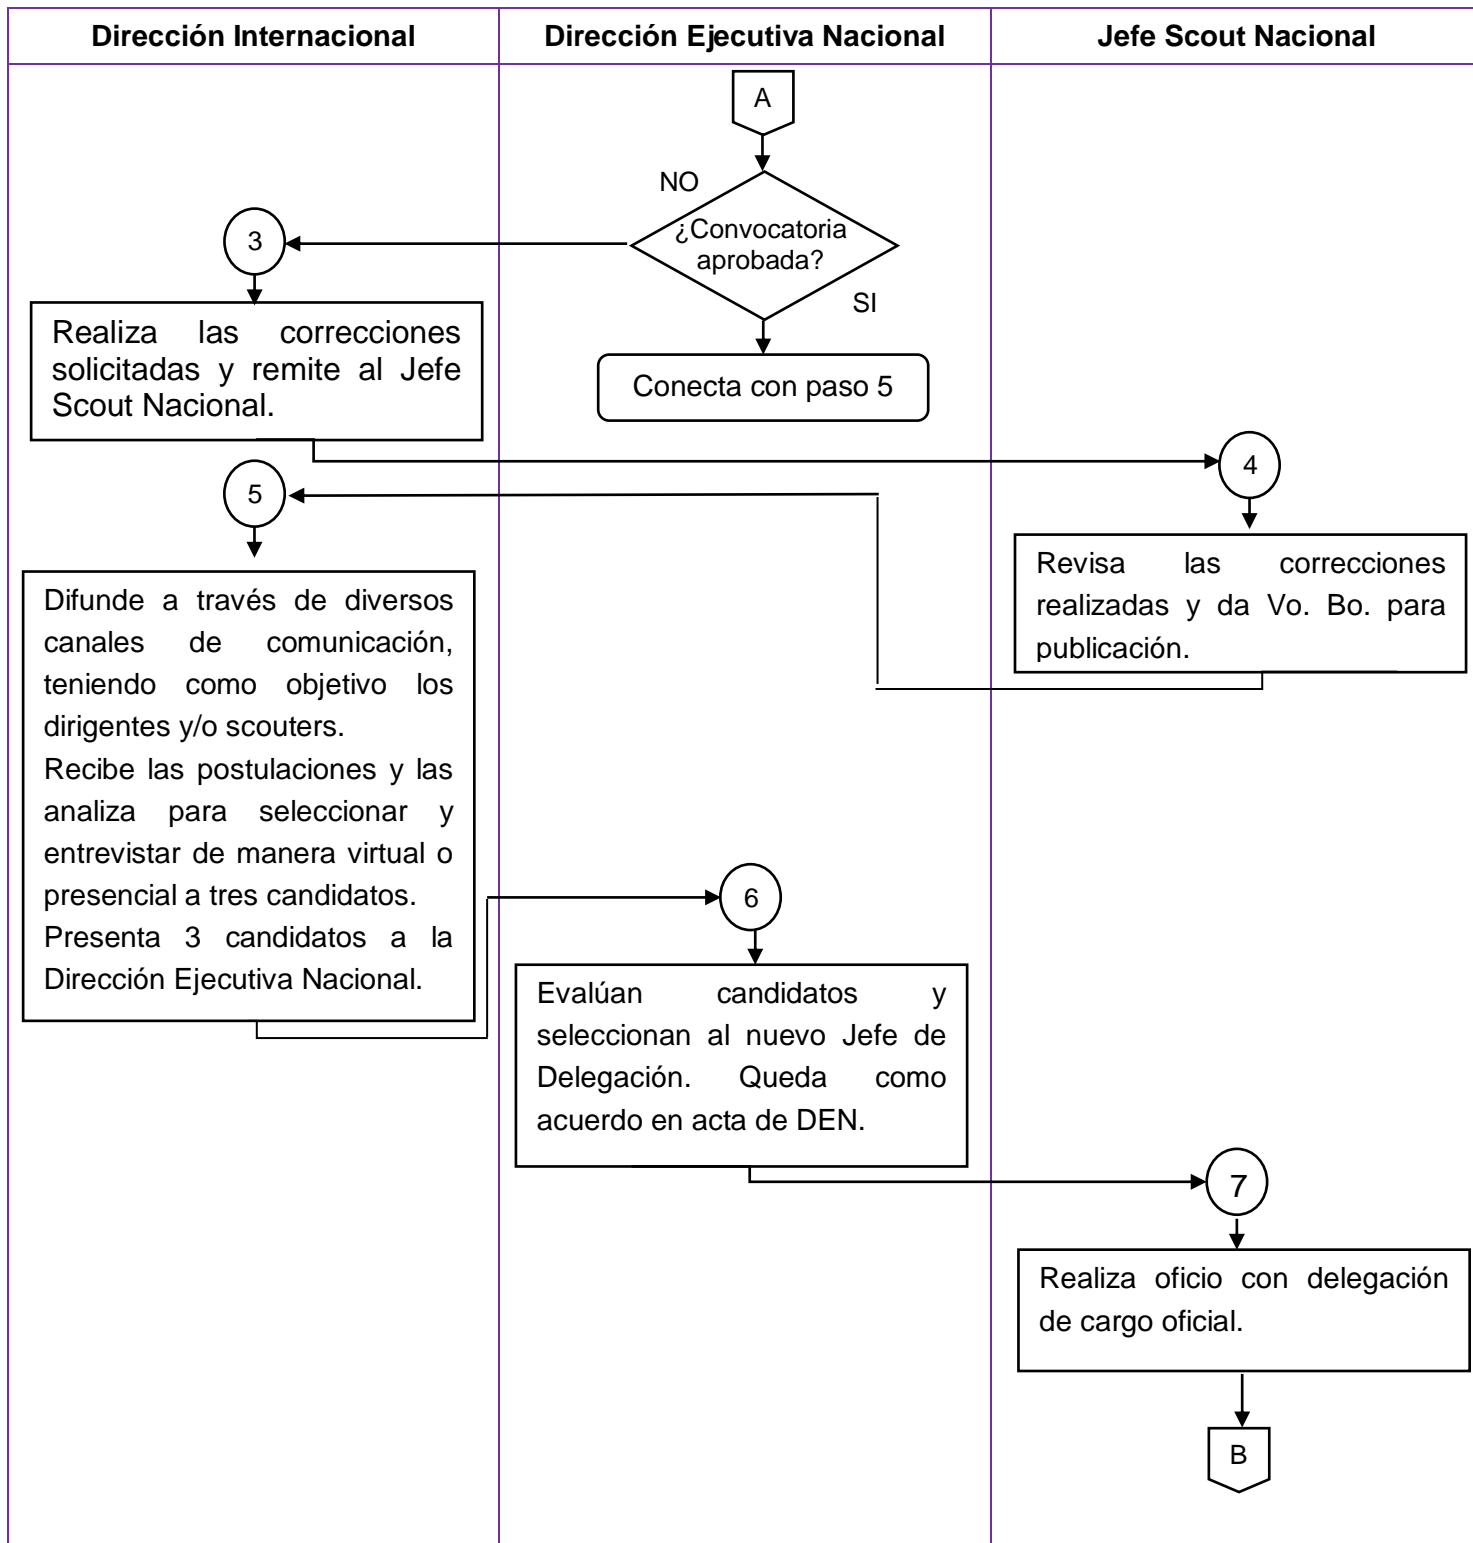 Dirección Internacional
Dirección Ejecutiva Nacional
Jefe Scout Nacional
A
NO
¿Convocatoria
aprobada?
SI
Conecta con paso 5
3
Realiza las correcciones
solicitadas y remite al Jefe
Scout Nacional.
4
Revisa las correcciones
realizadas y da Vo. Bo. para
publicación.
5
Difunde a través de diversos
canales de comunicación,
teniendo como objetivo los
dirigentes y/o scouters.
Recibe las postulaciones y las
analiza para seleccionar y
entrevistar de manera virtual o
presencial a tres candidatos.
Presenta 3 candidatos a la
Dirección Ejecutiva Nacional.
6
Evalúan candidatos y
seleccionan al nuevo Jefe de
Delegación. Queda como
acuerdo en acta de DEN.
7
Realiza oficio con delegación
de cargo oficial.
B